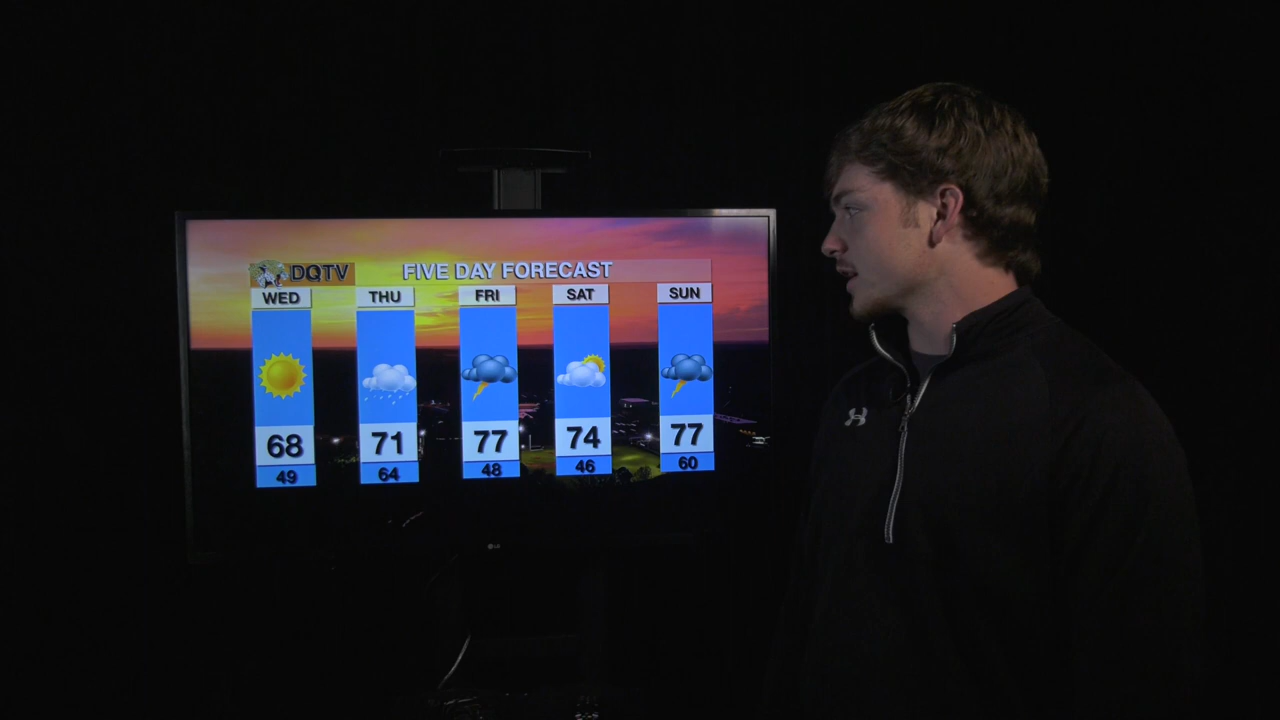 DQTV FIVE DAY FORECAST
WED THU FRI SAT SUN
68 71 77 74 77
49 64 48 46 60
LG